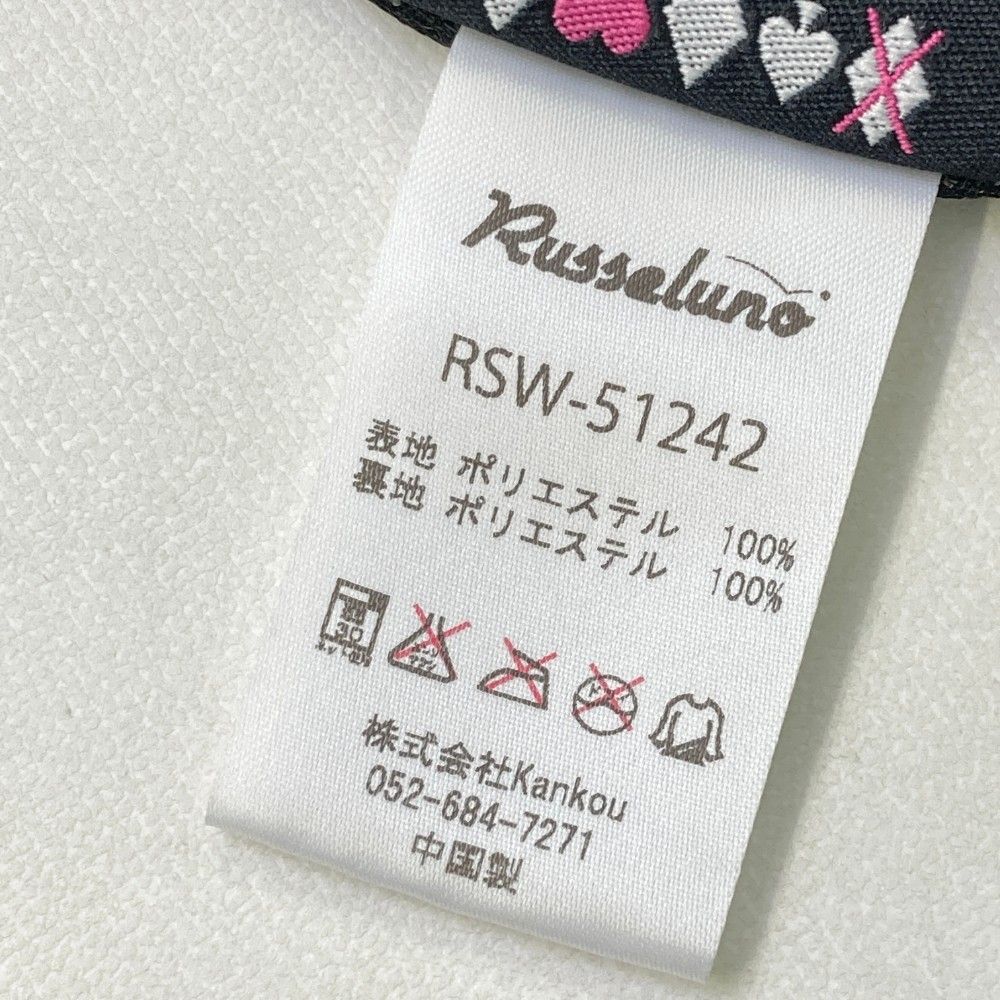 Russeluno
RSW-51242
表地 ポリエステル 100%
裏地 ポリエステル 100%
30
株式会社Kankou
052-684-7271
中国製